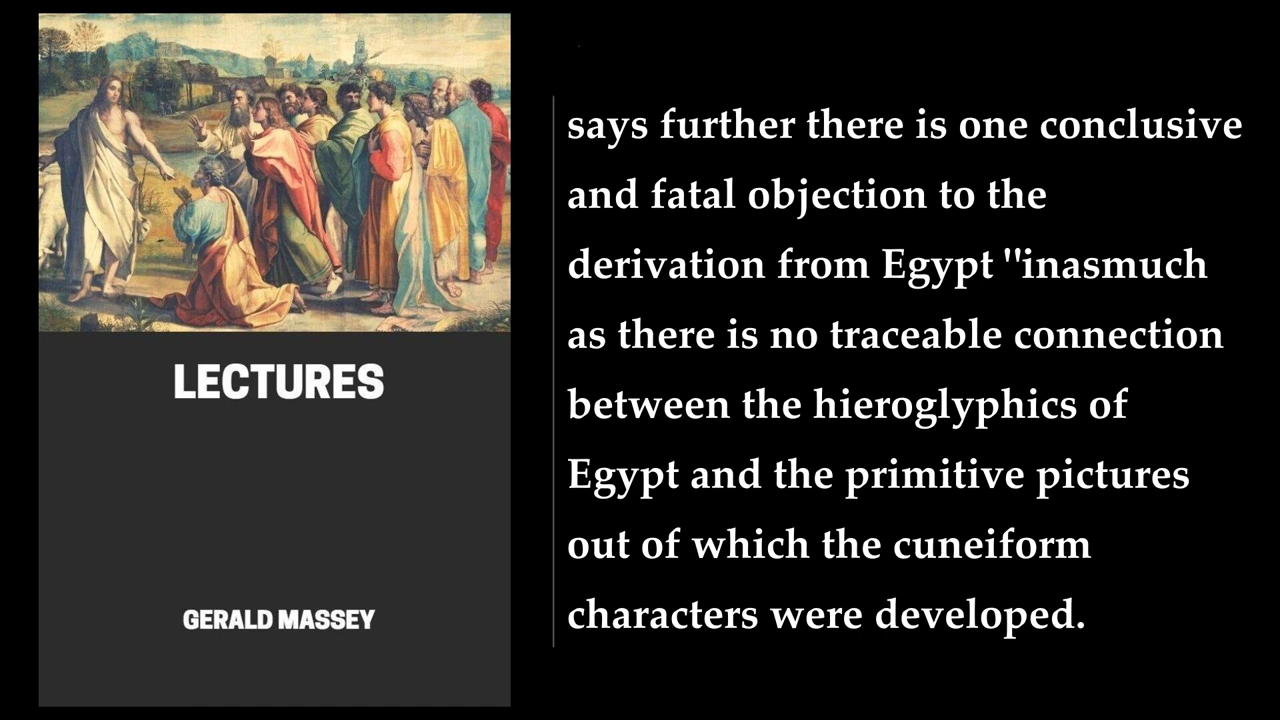 LECTURES
GERALD MASSEY
says further there is one conclusive
and fatal objection to the
derivation from Egypt "inasmuch
as there is no traceable connection
between the hieroglyphics of
Egypt and the primitive pictures
out of which the cuneiform
characters were developed.